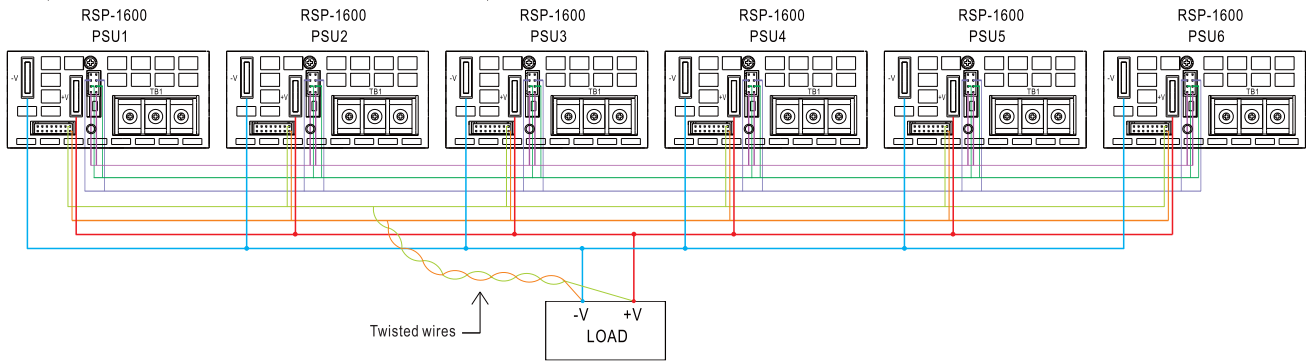 RSP-1600 RSP-1600 RSP-1600 RSP-1600 RSP-1600 RSP-1600
PSU1 PSU2 PSU3 PSU4 PSU5 PSU6
-V +V TB1 -V +V TB1 -V +V TB1 -V +V TB1 -V +V TB1 -V +V TB1
Twisted wires
-V +V
LOAD